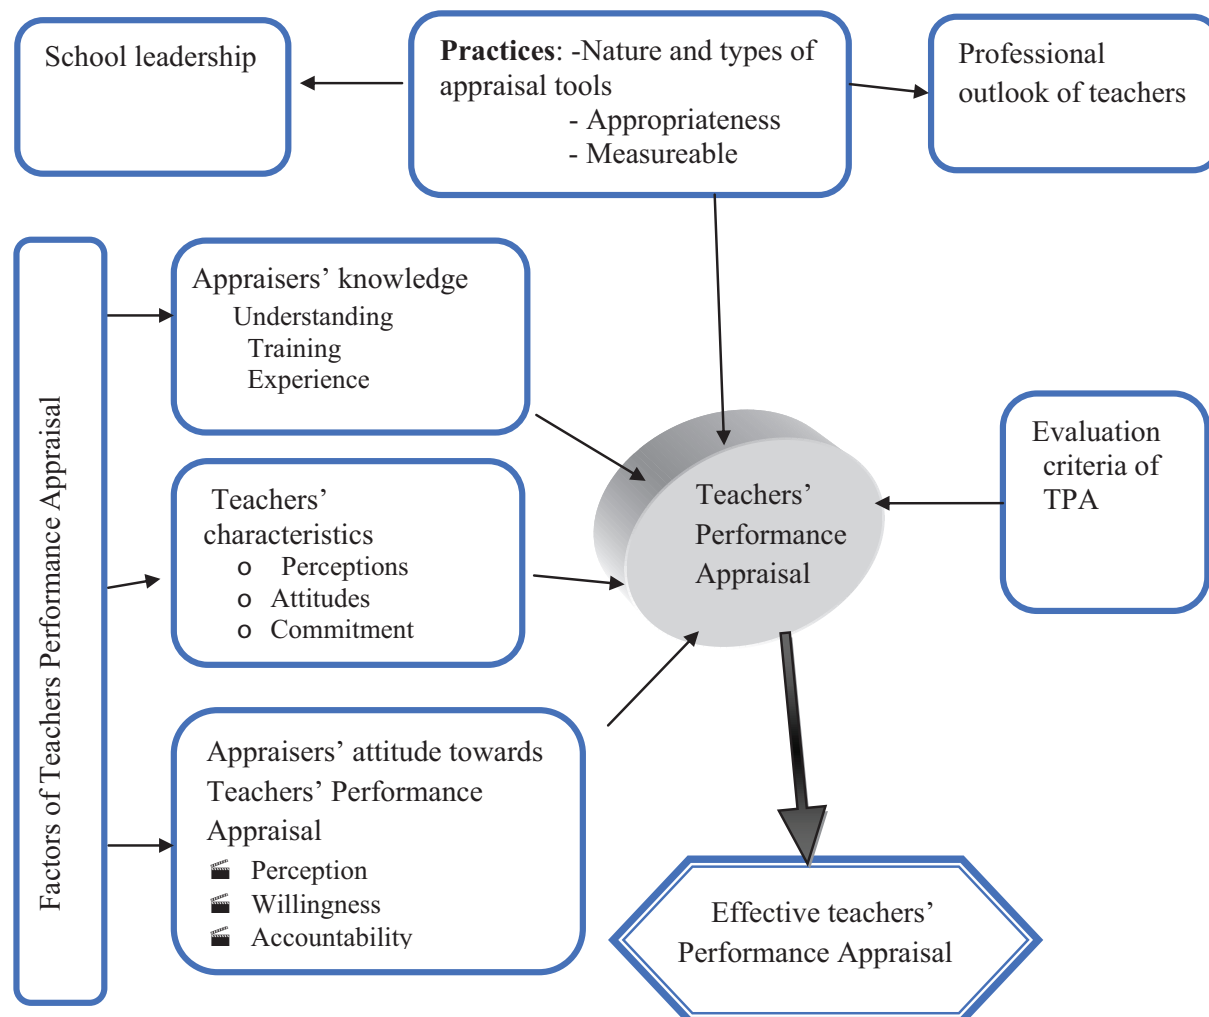 School leadership
Practices: -Nature and types of
appraisal tools
- Appropriateness
- Measureable
Professional
outlook of teachers
Factors of Teachers Performance Appraisal
Appraisers’ knowledge
Understanding
Training
Experience
Teachers’
characteristics
o Perceptions
o Attitudes
o Commitment
Appraisers’ attitude towards
Teachers’ Performance
Appraisal
Perception
Willingness
Accountability
Teachers’
Performance
Appraisal
Evaluation
criteria of
TPA
Effective teachers’
Performance Appraisal